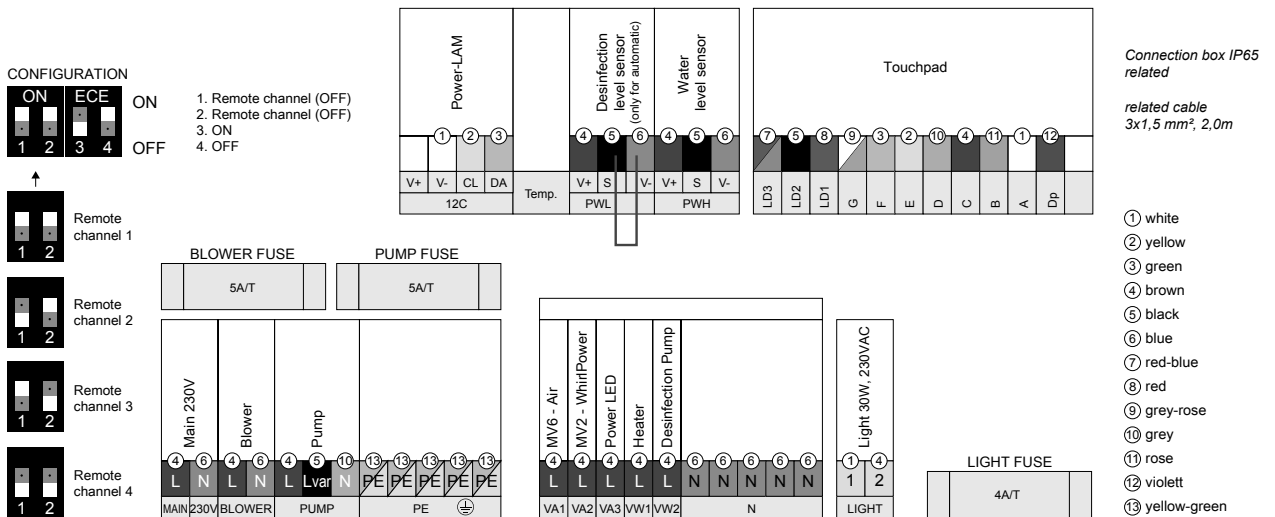 CONFIGURATION
ON ECE
1 2 3 4
ON
OFF
1. Remote channel (OFF)
2. Remote channel (OFF)
3. ON
4. OFF
Remote
channel 1
1 2
Remote
channel 2
1 2
Remote
channel 3
1 2
Remote
channel 4
1 2
Power-LAM
Desinfection
level sensor
(only for automatic)
Water
level sensor
Touchpad
1 2 3 4 5 6 4 5 6 7 5 8 9 3 2 10 4 11 1 12
V+ V- CL DA Temp. V+ S V- V+ S V- LD3 LD2 LD1 G F E D C B A Dp
12C PWL PWH
Connection box IP65
related
related cable
3x1,5 mm², 2,0m
BLOWER FUSE
5A/T
PUMP FUSE
5A/T
Main 230V
Blower
Pump
4 6 4 6 4 5 10 13 13 13 13 13
L N L N L Lvar N PE PE PE PE PE
MAIN 230V BLOWER PUMP PE
MV6 - Air
MV2 - WhirlPower
Power LED
Heater
Desinfection Pump
4 4 4 4 4 6 6 6 6 6
L L L L L N N N N N
VA1 VA2 VA3 VW1 VW2 N
Light 30W, 230VAC
1 4
1 2
LIGHT
LIGHT FUSE
4A/T
1 white
2 yellow
3 green
4 brown
5 black
6 blue
7 red-blue
8 red
9 grey-rose
10 grey
11 rose
12 violett
13 yellow-green